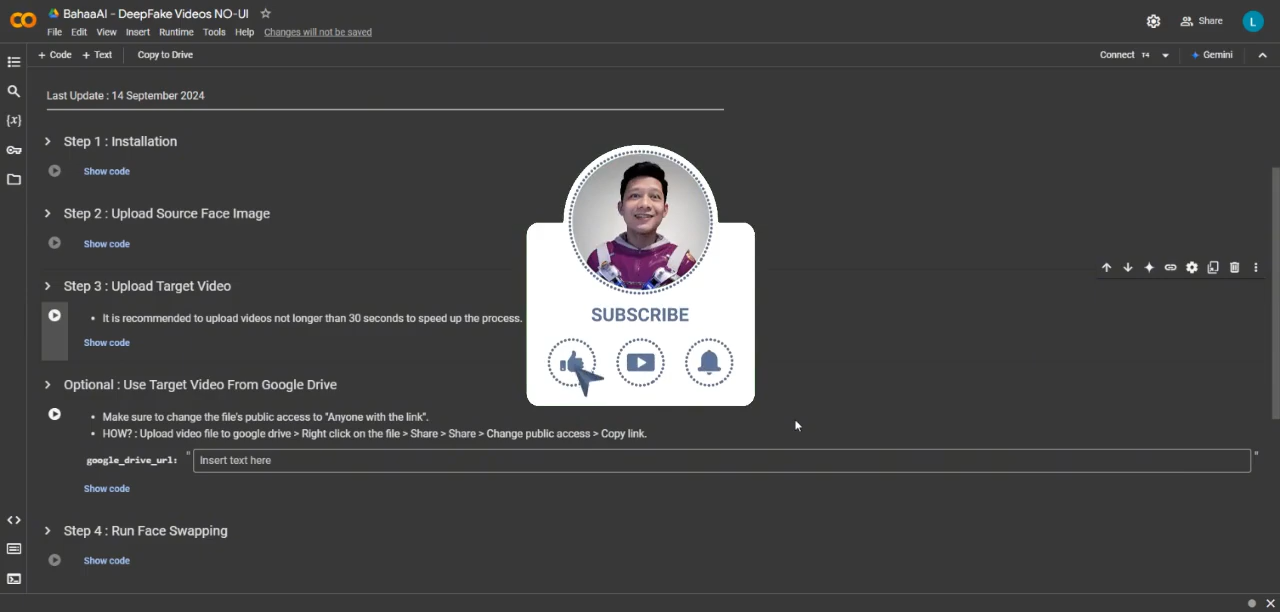 BahaaAI - DeepFake Videos NO-UI
File Edit View Insert Runtime Tools Help Changes will not be saved
Share
L
+ Code + Text Copy to Drive
Connect T4
Gemini
Last Update : 14 September 2024
Step 1 : Installation
Show code
Step 2 : Upload Source Face Image
Show code
Step 3 : Upload Target Video
• It is recommended to upload videos not longer than 30 seconds to speed up the process.
Show code
SUBSCRIBE
Optional : Use Target Video From Google Drive
• Make sure to change the file's public access to "Anyone with the link".
• HOW? : Upload video file to google drive > Right click on the file > Share > Share > Change public access > Copy link.
google_drive_url: " Insert text here "
Show code
Step 4 : Run Face Swapping
Show code